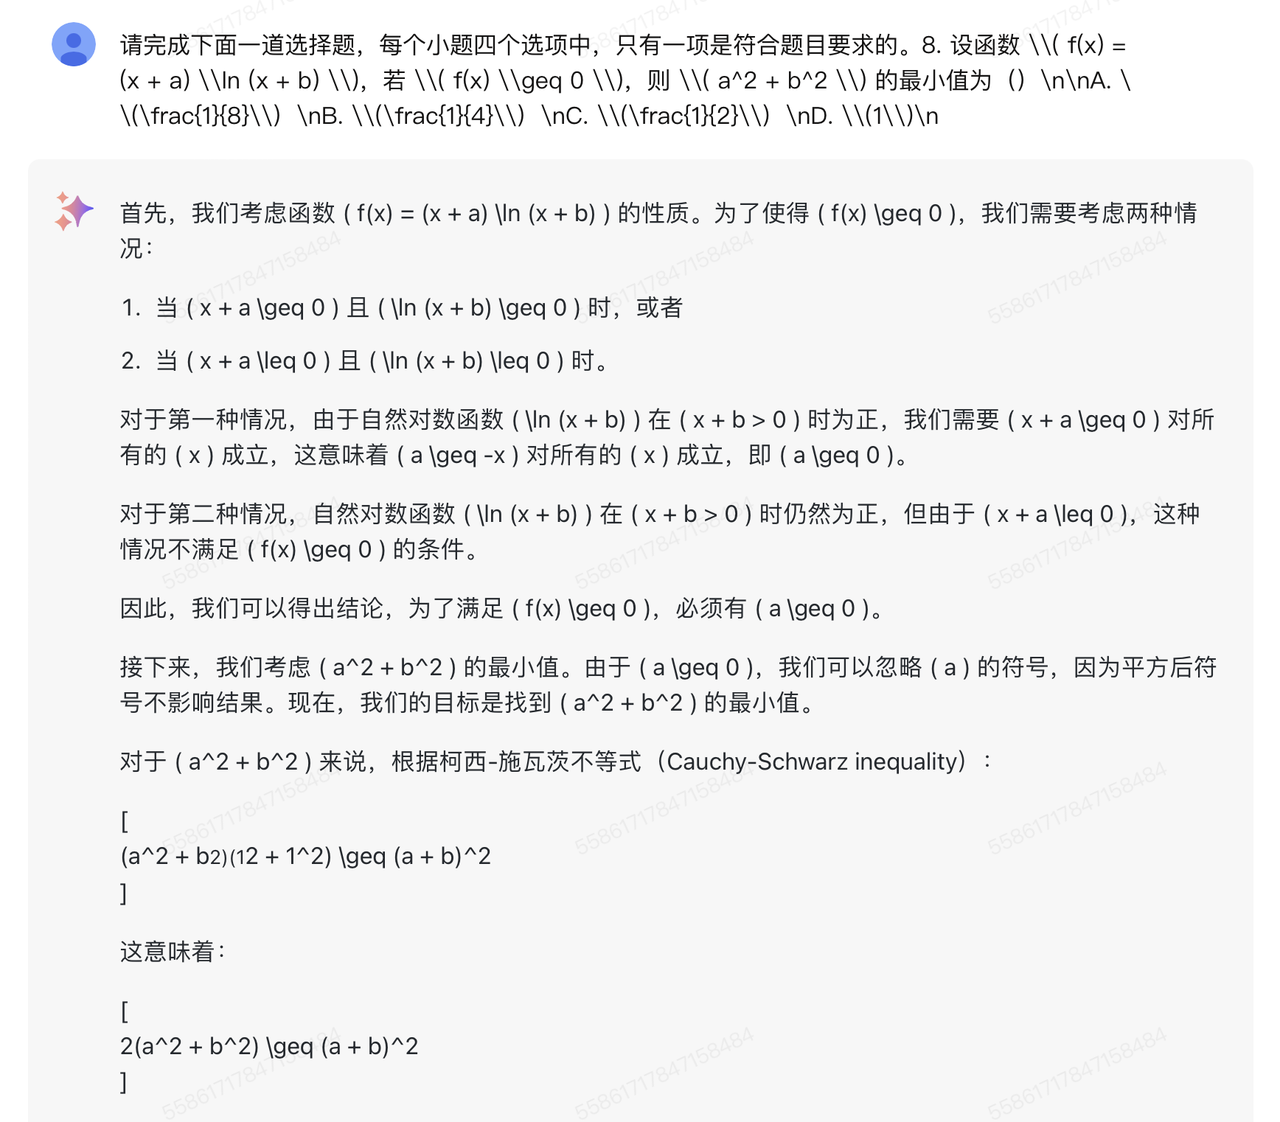 请完成下面一道选择题，每个小题四个选项中，只有一项是符合题目要求的。8. 设函数 \\( f(x) =
(x + a) \\ln (x + b) \\)，若 \\( f(x) \\geq 0 \\)，则 \\( a^2 + b^2 \\) 的最小值为（）\n\nA. \
\(\frac{1}{8}\\) \nB. \\(\frac{1}{4}\\) \nC. \\(\frac{1}{2}\\) \nD. \\(1\\)\n
首先，我们考虑函数 ( f(x) = (x + a) \ln (x + b) ) 的性质。为了使得 ( f(x) \geq 0 )，我们需要考虑两种情
况：
1. 当 ( x + a \geq 0 ) 且 ( \ln (x + b) \geq 0 ) 时，或者
2. 当 ( x + a \leq 0 ) 且 ( \ln (x + b) \leq 0 ) 时。
对于第一种情况，由于自然对数函数 ( \ln (x + b) ) 在 ( x + b > 0 ) 时为正，我们需要 ( x + a \geq 0 ) 对所
有的 ( x ) 成立，这意味着 ( a \geq -x ) 对所有的 ( x ) 成立，即 ( a \geq 0 )。
对于第二种情况，自然对数函数 ( \ln (x + b) ) 在 ( x + b > 0 ) 时仍然为正，但由于 ( x + a \leq 0 )，这种
情况不满足 ( f(x) \geq 0 ) 的条件。
因此，我们可以得出结论，为了满足 ( f(x) \geq 0 )，必须有 ( a \geq 0 )。
接下来，我们考虑 ( a^2 + b^2 ) 的最小值。由于 ( a \geq 0 )，我们可以忽略 ( a ) 的符号，因为平方后符
号不影响结果。现在，我们的目标是找到 ( a^2 + b^2 ) 的最小值。
对于 ( a^2 + b^2 ) 来说，根据柯西-施瓦茨不等式（Cauchy-Schwarz inequality）：
[
(a^2 + b2)(12 + 1^2) \geq (a + b)^2
]
这意味着：
[
2(a^2 + b^2) \geq (a + b)^2
]
55861717847158484
55861717847158484
55861717847158484
55861717847158484
55861717847158484
55861717847158484
55861717847158484
55861717847158484
55861717847158484
55861717847158484
55861717847158484
55861717847158484